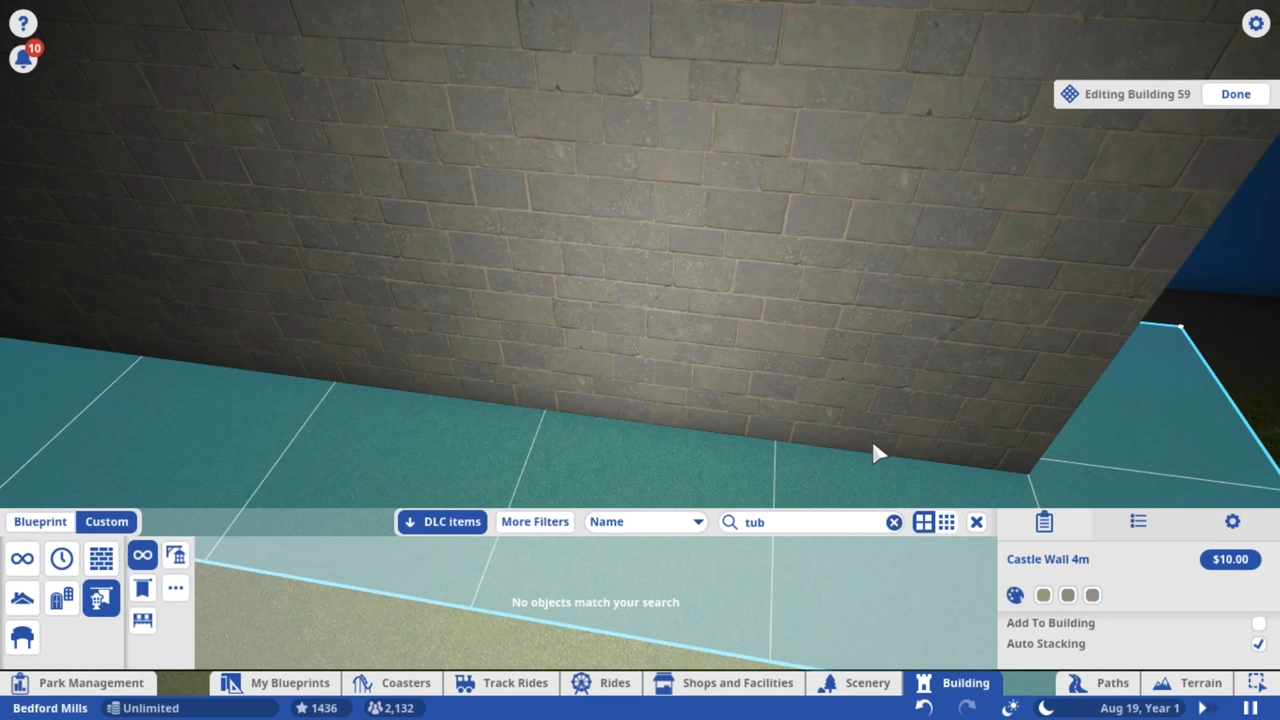 ?
10
Editing Building 59
Done
Blueprint
Custom
DLC items
More Filters
Name
tub
No objects match your search
Castle Wall 4m
$10.00
Add To Building
Auto Stacking
Park Management
My Blueprints
Coasters
Track Rides
Rides
Shops and Facilities
Scenery
Building
Paths
Terrain
Bedford Mills
Unlimited
1436
2,132
Aug 19, Year 1